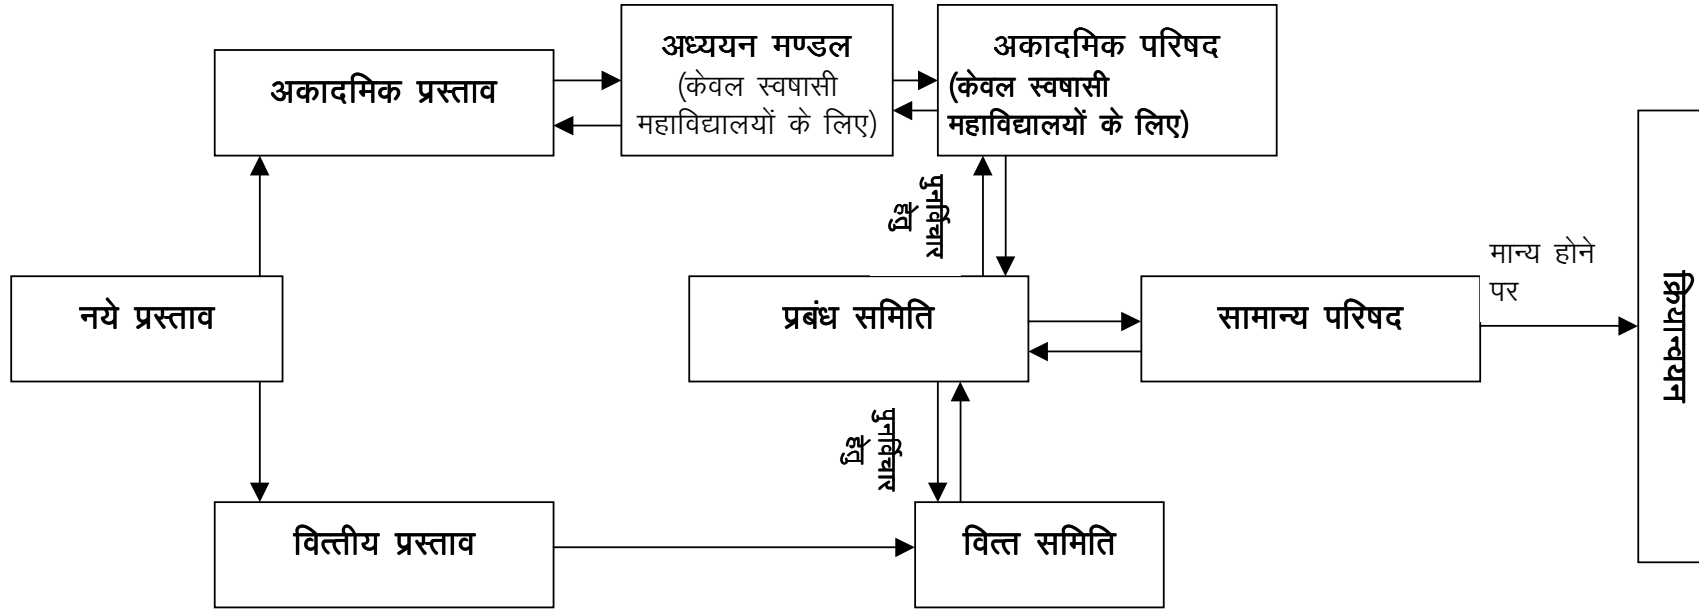 अध्ययन मण्डल
(केवल स्वषासी
महाविद्यालयों के लिए)
अकादमिक परिषद
(केवल स्वषासी
महाविद्यालयों के लिए)
अकादमिक प्रस्ताव
पुनर्विचार
हेतु
नये प्रस्ताव
प्रबंध समिति
सामान्य परिषद
मान्य होने
पर
क्रियान्वयन
पुनर्विचार
हेतु
वित्तीय प्रस्ताव
वित्त समिति